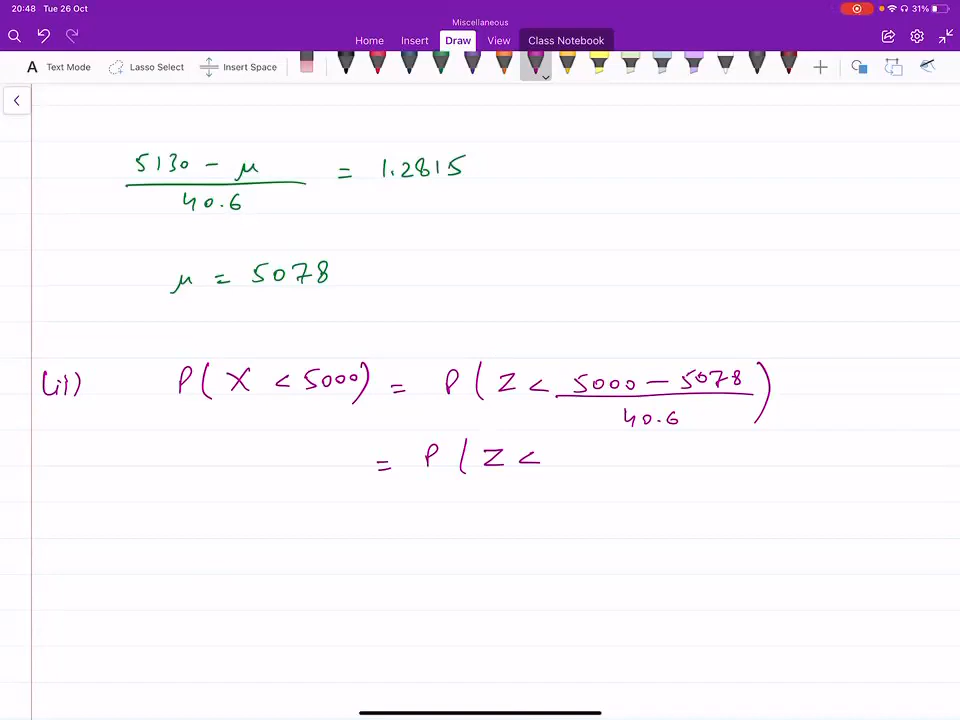 20:48 Tue 26 Oct
31%
Miscellaneous
Home Insert Draw View Class Notebook
A Text Mode Lasso Select Insert Space
5130 - μ / 40.6 = 1.2815
μ = 5078
(ii) P( X < 5000) = P( Z < 5000 - 5078 / 40.6 )
= P ( Z <